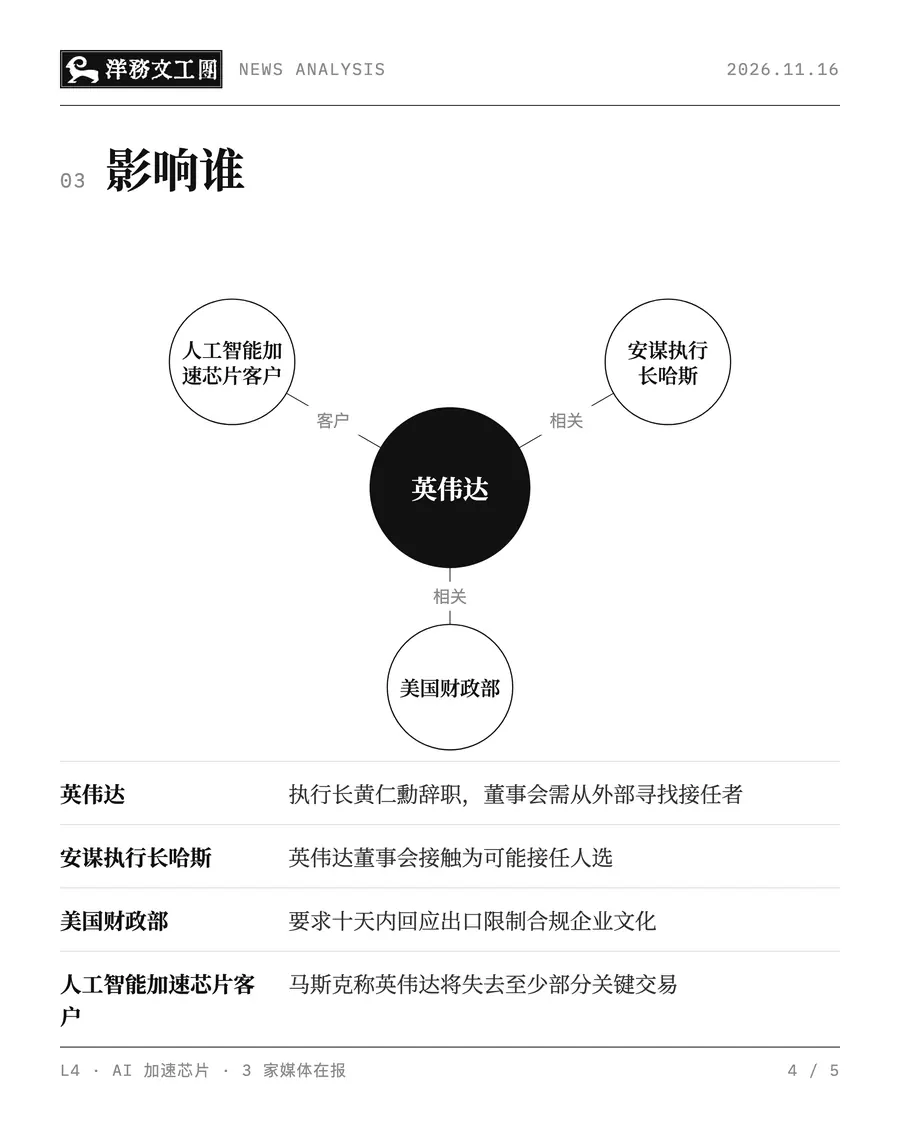 洋務文工團 NEWS ANALYSIS 2026.11.16
03 影响谁
人工智能加
速芯片客户
安谋执行
长哈斯
客户
相关
英伟达
相关
美国财政部
英伟达 执行长黄仁勳辞职，董事会需从外部寻找接任者
安谋执行长哈斯 英伟达董事会接触为可能接任人选
美国财政部 要求十天内回应出口限制合规企业文化
人工智能加速芯片客 马斯克称英伟达将失去至少部分关键交易
户
L4 · AI 加速芯片 · 3 家媒体在报 4 / 5